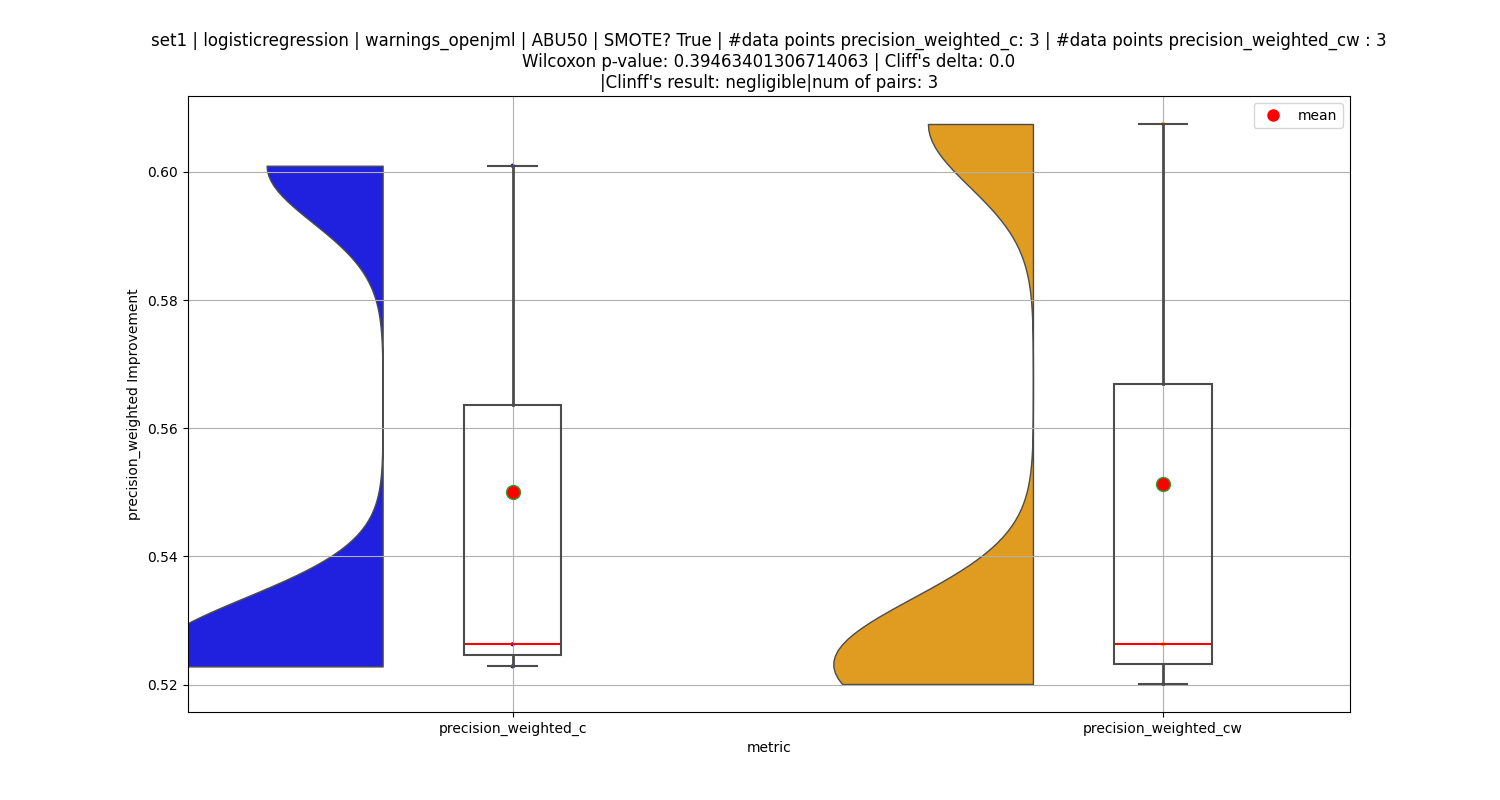 set1 | logisticregression | warnings_openjml | ABU50 | SMOTE? True | #data points precision_weighted_c: 3 | #data points precision_weighted_cw : 3
Wilcoxon p-value: 0.39463401306714063 | Cliff's delta: 0.0
|Clinff's result: negligible|num of pairs: 3
mean
0.60
0.58
0.56
0.54
0.52
precision_weighted Improvement
precision_weighted_c
precision_weighted_cw
metric